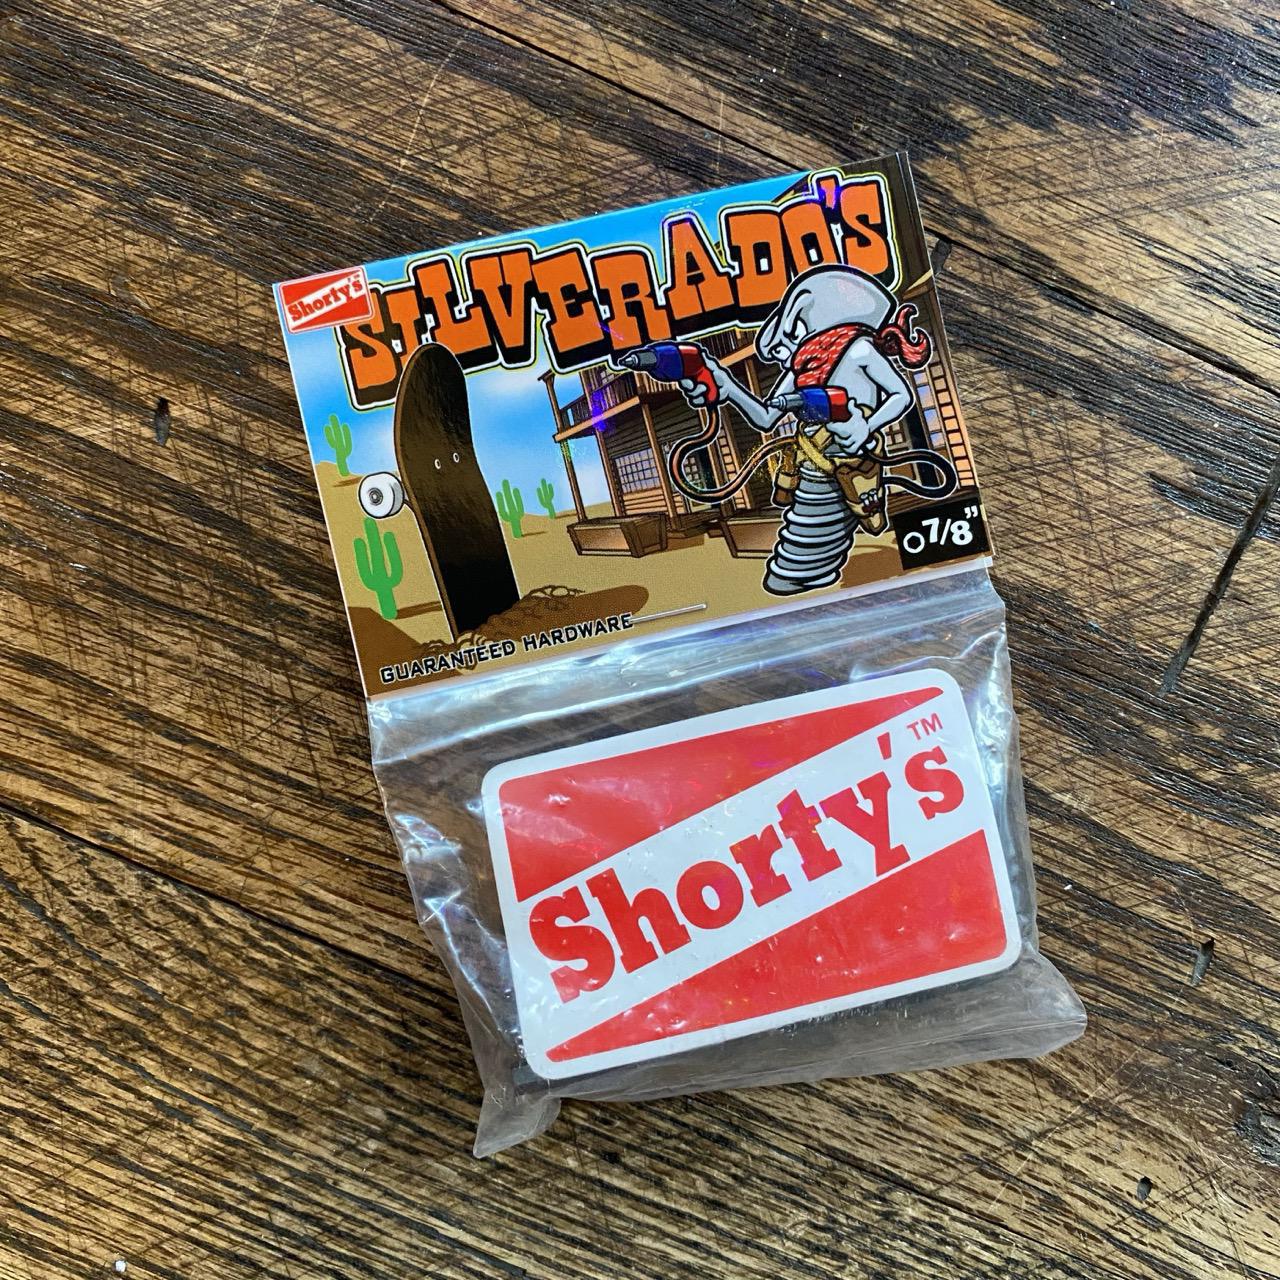 Shorty's
SILVERADO'S
7/8"
GUARANTEED HARDWARE
Shorty's™